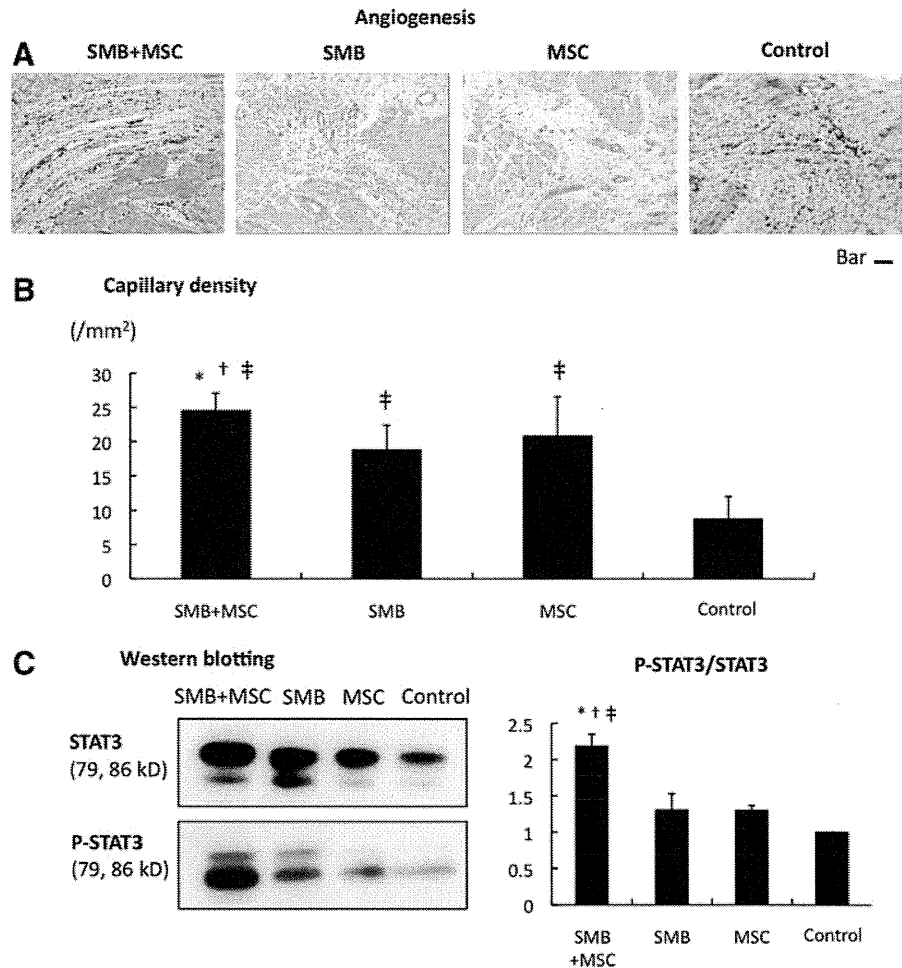 Angiogenesis
A SMB+MSC SMB MSC Control
Bar
B Capillary density
(/mm²)
30
25
20
15
10
5
0
* † ‡
‡
‡
SMB+MSC SMB MSC Control
C Western blotting
SMB+MSC SMB MSC Control
STAT3
(79, 86 kD)
P-STAT3
(79, 86 kD)
P-STAT3/STAT3
2.5
2
1.5
1
0.5
0
* † ‡
SMB
+MSC
SMB MSC Control